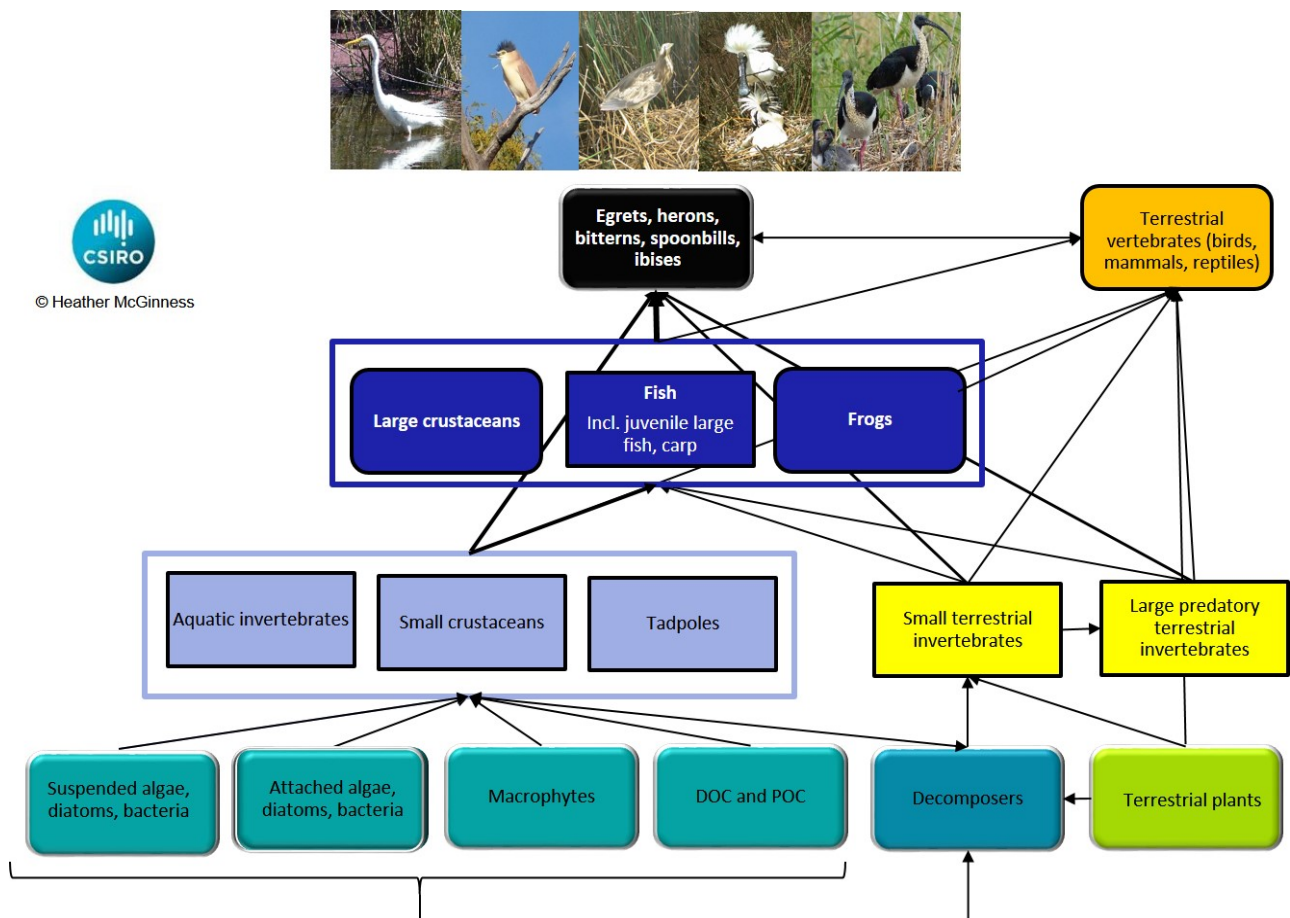 Egrets, herons,
bitterns, spoonbills,
ibises
Terrestrial
vertebrates (birds,
mammals, reptiles)
CSIRO
© Heather McGinness
Large crustaceans
Fish
Incl. juvenile large
fish, carp
Frogs
Aquatic invertebrates
Small crustaceans
Tadpoles
Small terrestrial
invertebrates
Large predatory
terrestrial
invertebrates
Suspended algae,
diatoms, bacteria
Attached algae,
diatoms, bacteria
Macrophytes
DOC and POC
Decomposers
Terrestrial plants